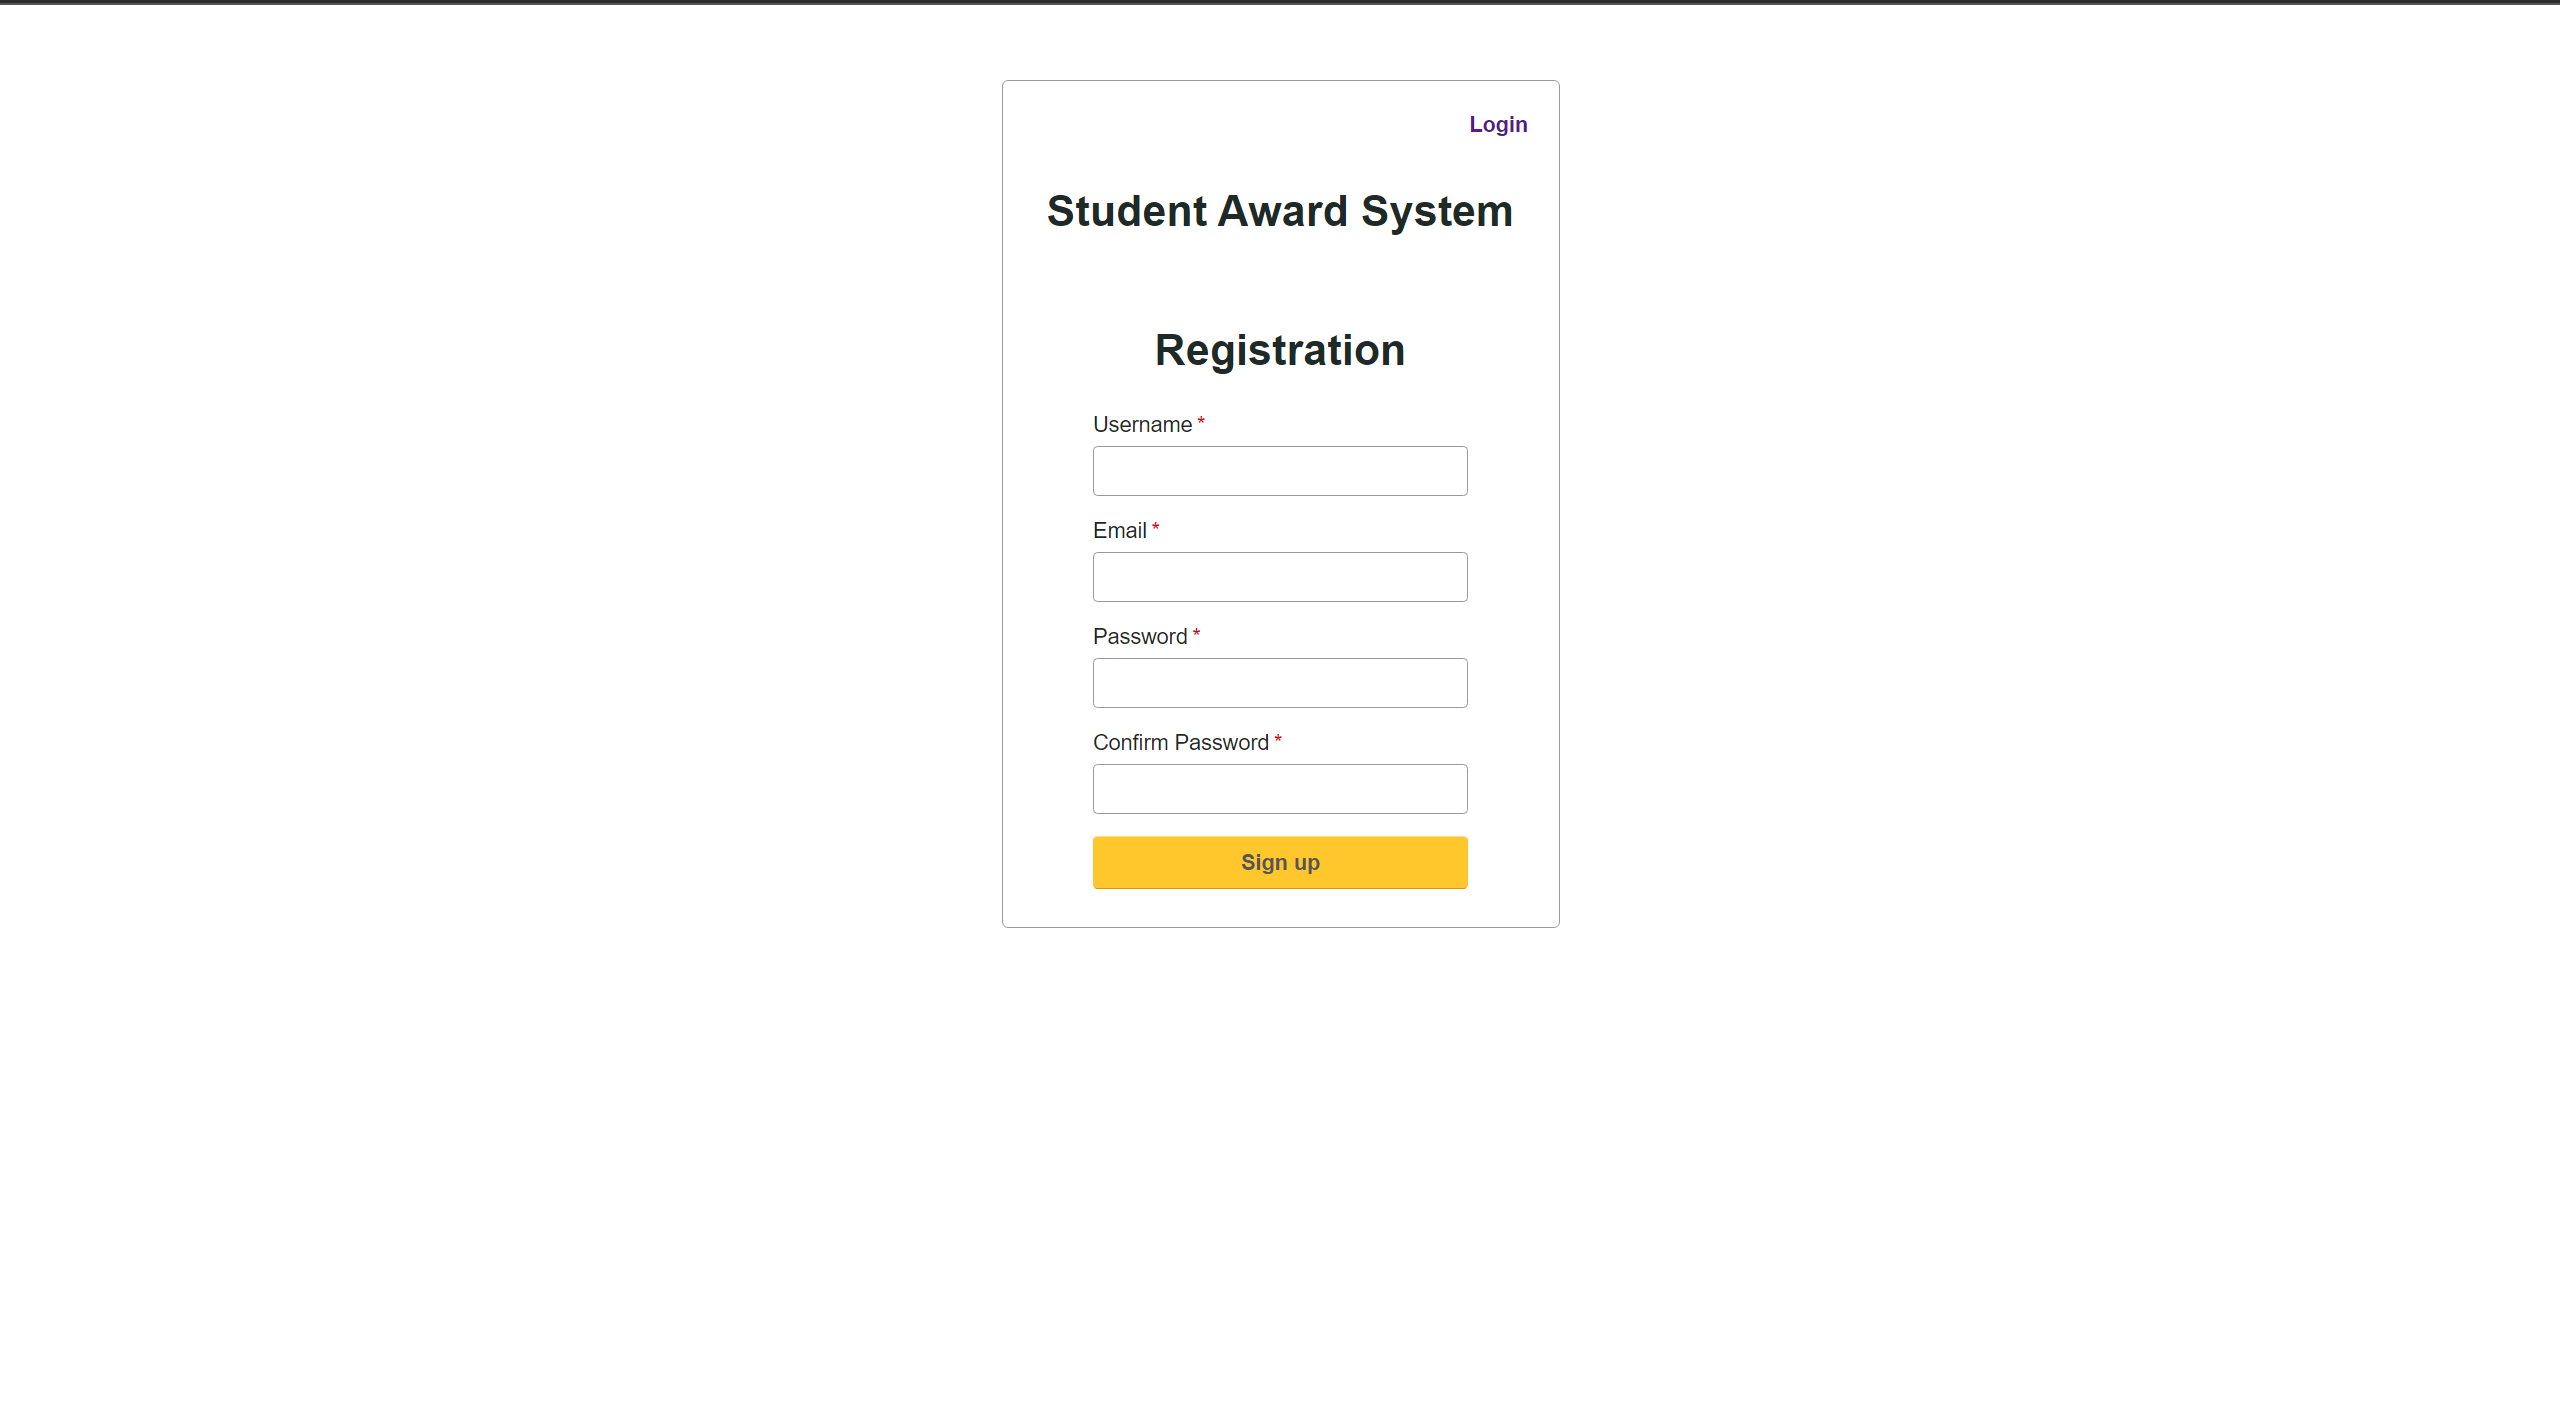 Login
Student Award System
Registration
Username *
Email *
Password *
Confirm Password *
Sign up